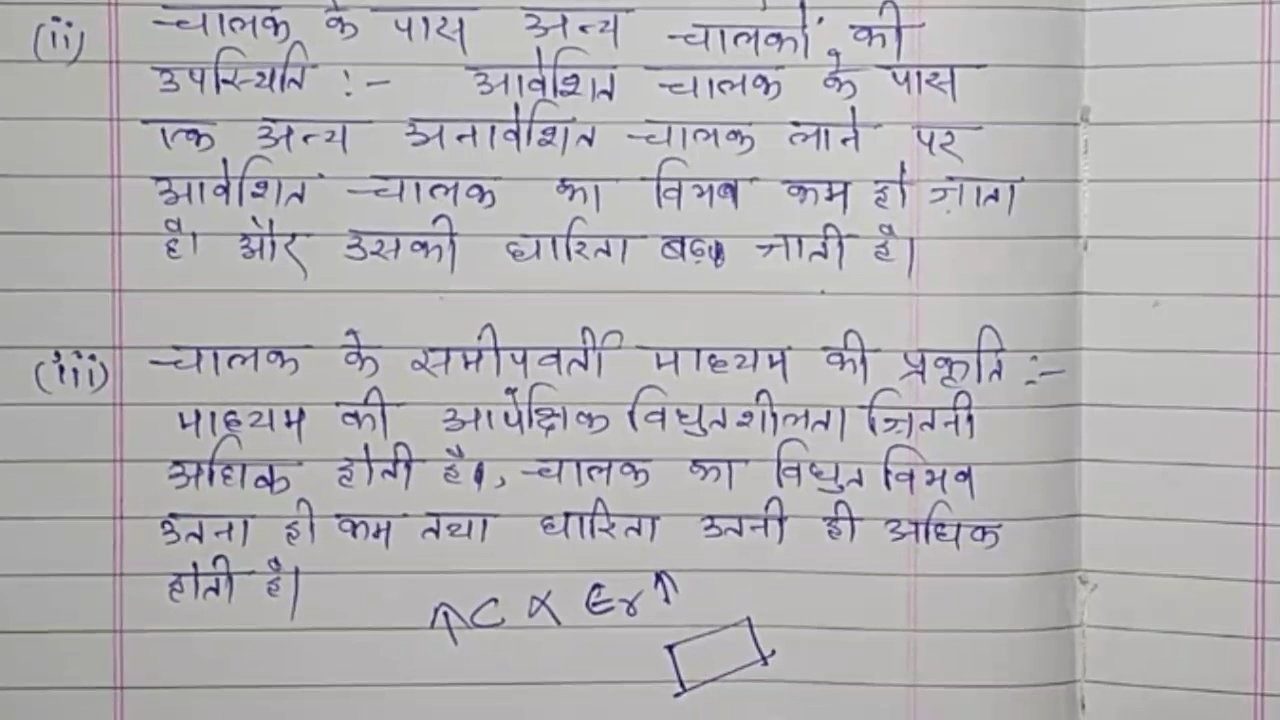 (ii) चालक के पास अन्य चालकों की
उपस्थिति :- आवेशित चालक के पास
एक अन्य अनावेशित चालक लाने पर
आवेशित चालक का विभव कम हो जाता
है। और उसकी धारिता बढ़ जाती है।
(iii) चालक के समीपवर्ती माध्यम की प्रकृति :-
माध्यम की आपेक्षिक विधुतशीलता जितनी
अधिक होती है।, चालक का विधुत विभव
उतना ही कम तथा धारिता उतनी ही अधिक
होती है।
↑C ∝ Er↑